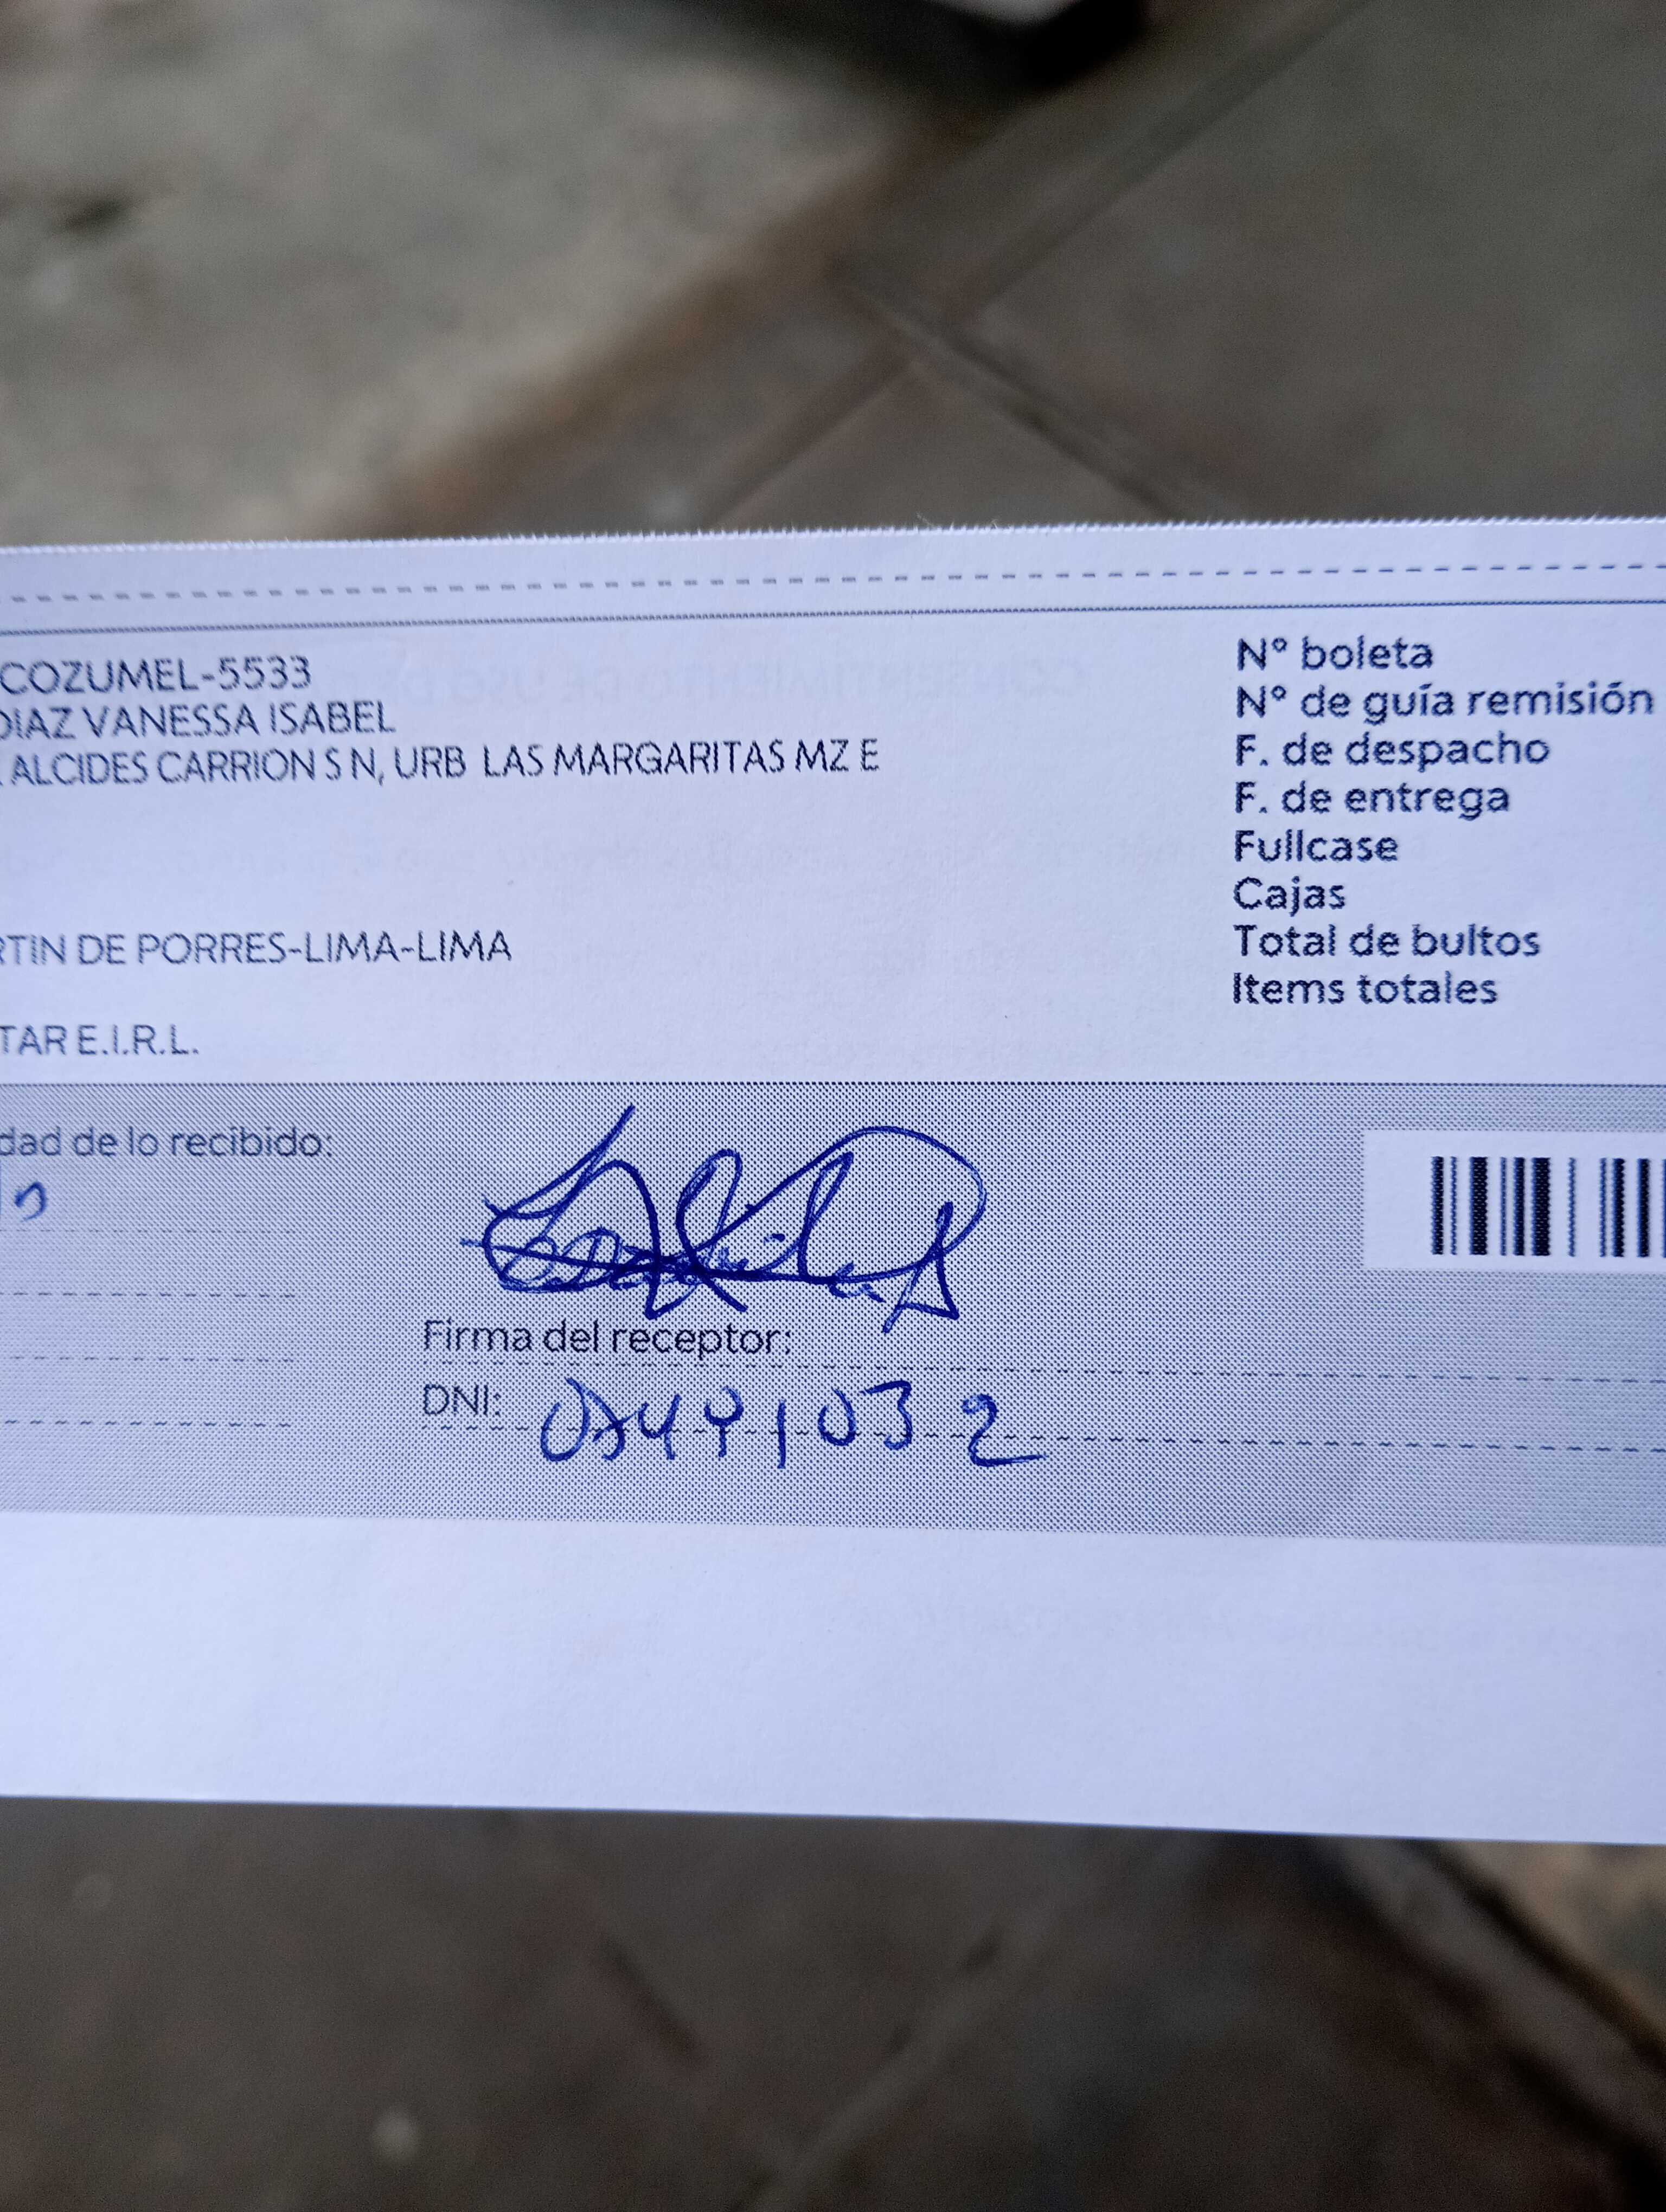 COZUMEL-5533
DIAZ VANESSA ISABEL
ALCIDES CARRION S N, URB LAS MARGARITAS MZ E
RTIN DE PORRES-LIMA-LIMA
TAR E.I.R.L.
Nº boleta
Nº de guía remisión
F. de despacho
F. de entrega
Fullcase
Cajas
Total de bultos
Items totales
dad de lo recibido:
Firma del receptor:
DNI: